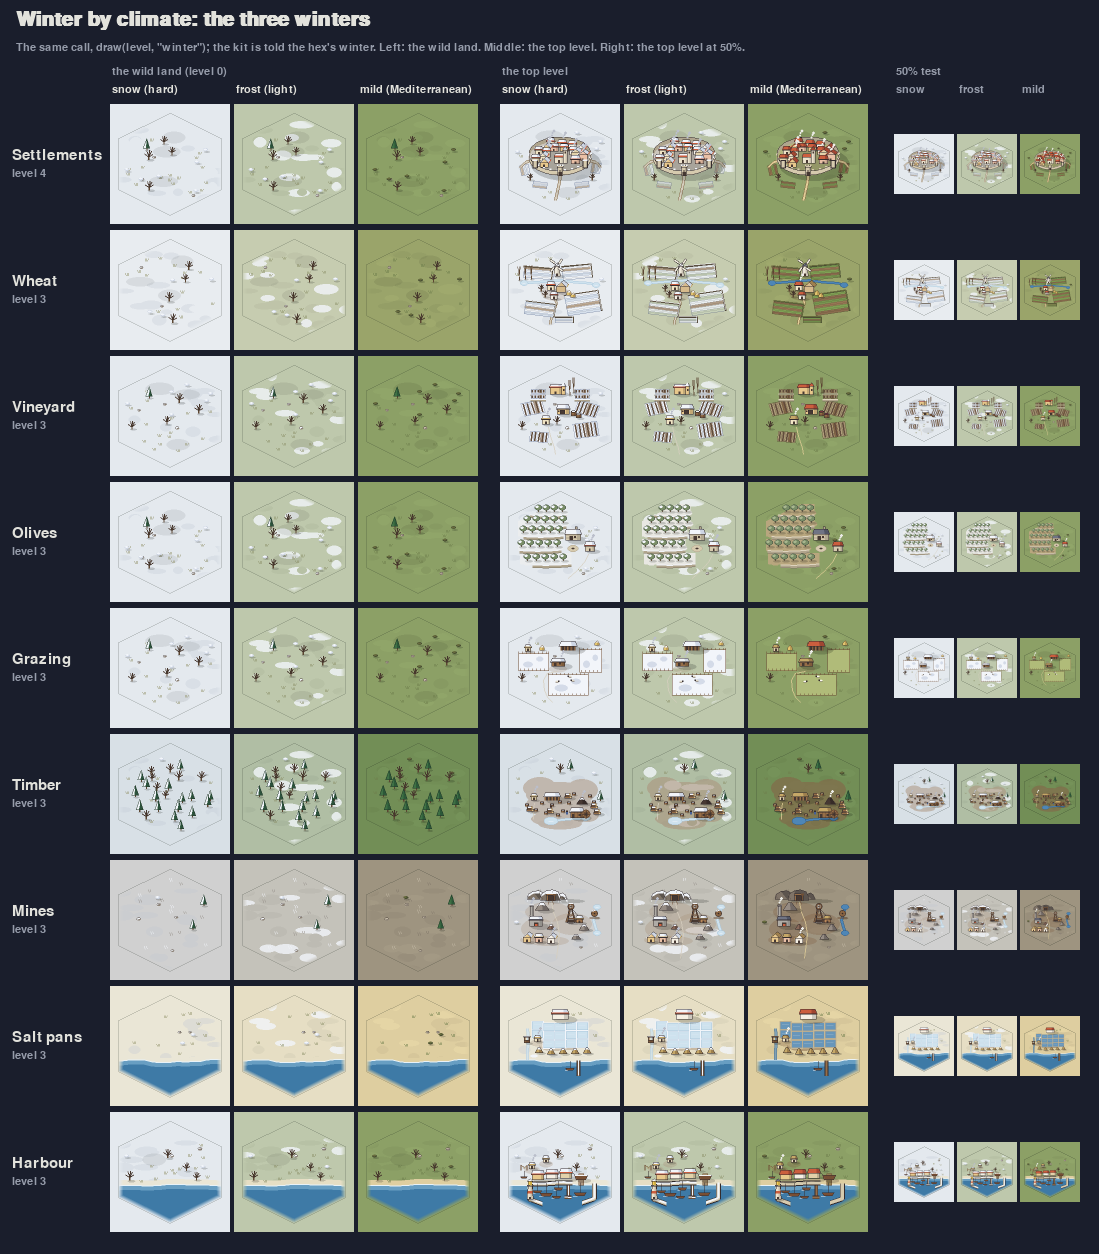 Winter by climate: the three winters
The same call, draw(level, "winter"); the kit is told the hex's winter. Left: the wild land. Middle: the top level. Right: the top level at 50%.
the wild land (level 0) the top level 50% test
snow (hard) frost (light) mild (Mediterranean) snow (hard) frost (light) mild (Mediterranean) snow frost mild
Settlements
level 4
Wheat
level 3
Vineyard
level 3
Olives
level 3
Grazing
level 3
Timber
level 3
Mines
level 3
Salt pans
level 3
Harbour
level 3